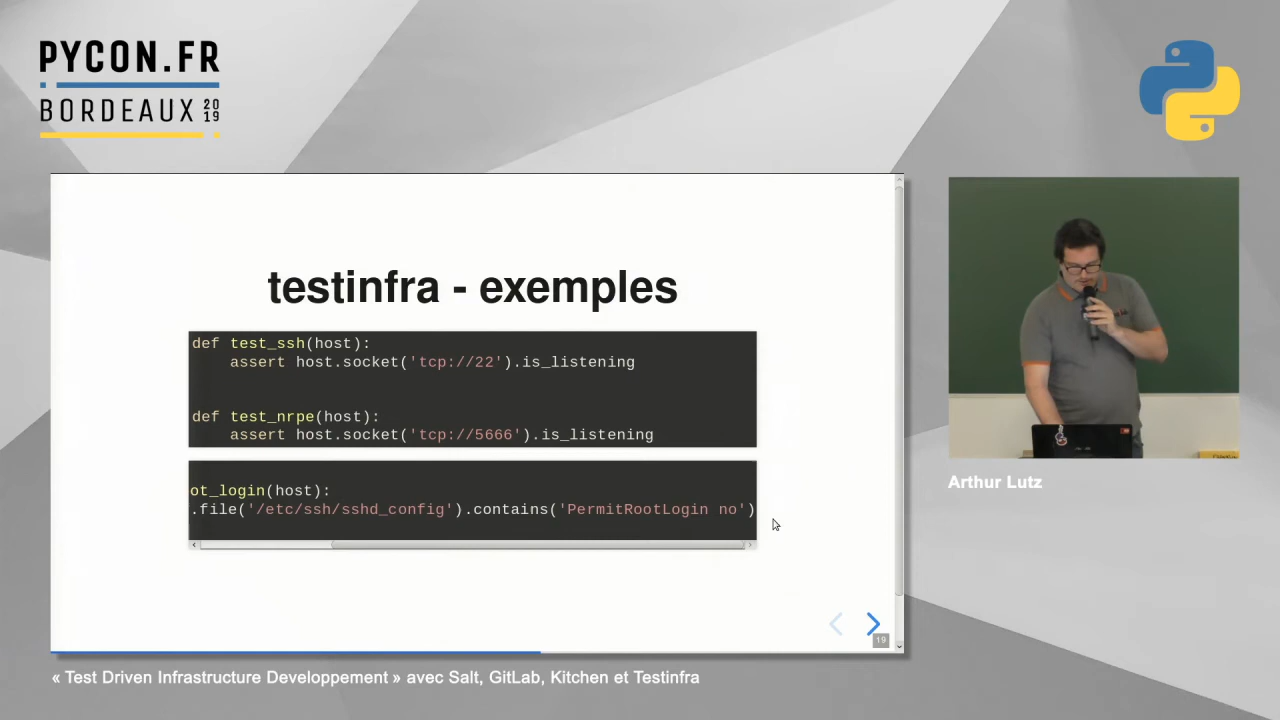 PYCON.FR
BORDEAUX 2019
testinfra - exemples
def test_ssh(host):
assert host.socket('tcp://22').is_listening
def test_nrpe(host):
assert host.socket('tcp://5666').is_listening
ot_login(host):
.file('/etc/ssh/sshd_config').contains('PermitRootLogin no')
19
Arthur Lutz
« Test Driven Infrastructure Developpement » avec Salt, GitLab, Kitchen et Testinfra